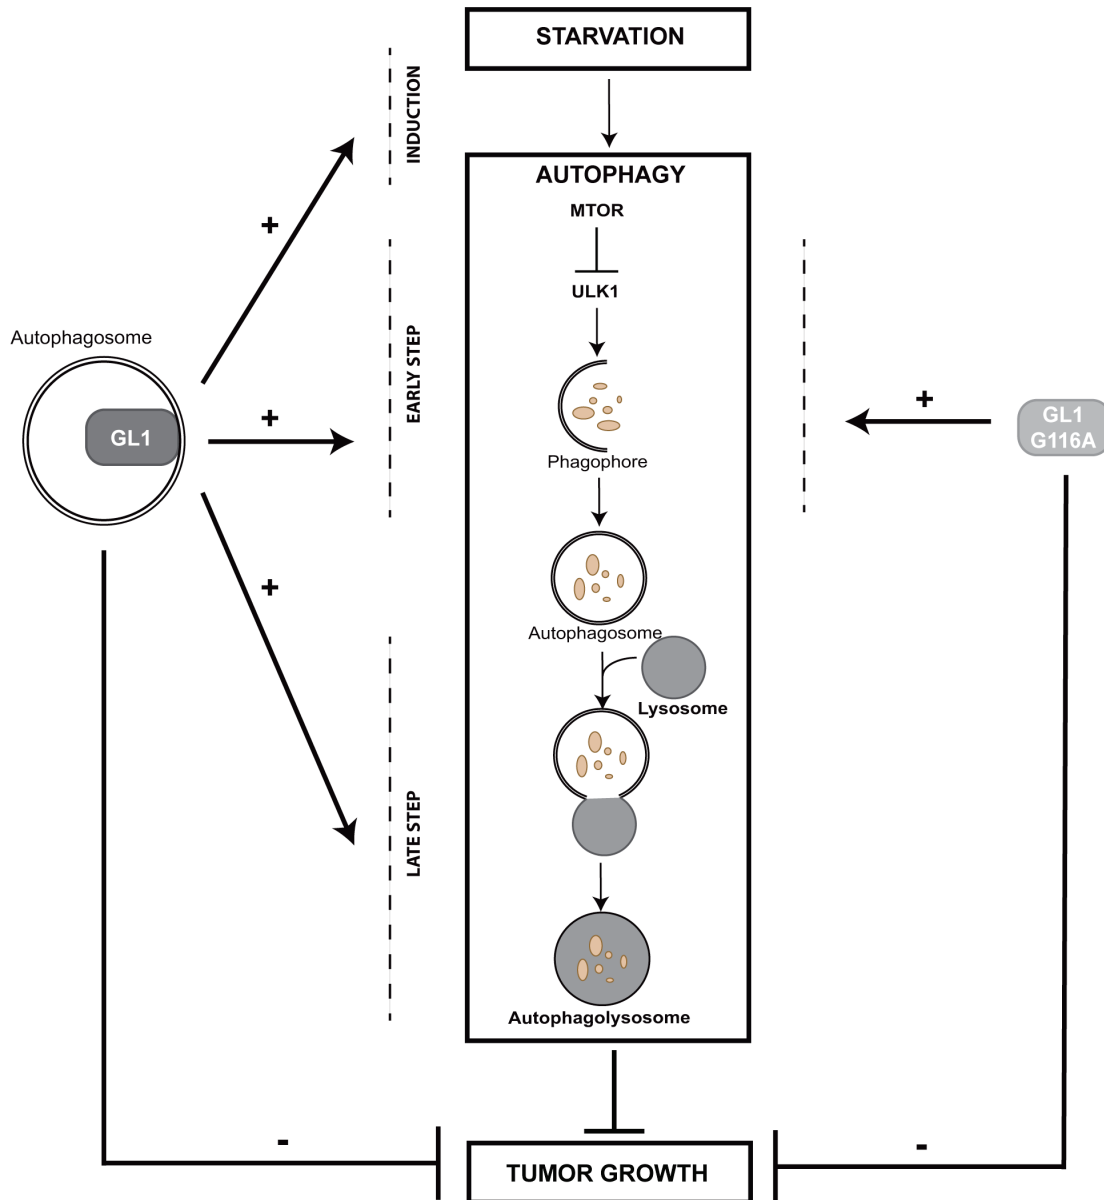 STARVATION
INDUCTION
AUTOPHAGY
MTOR
+
ULK1
Autophagosome
EARLY STEP
GL1
+
+
GL1
G116A
Phagophore
+
Autophagosome
Lysosome
LATE STEP
Autophagolysosome
-
-
TUMOR GROWTH